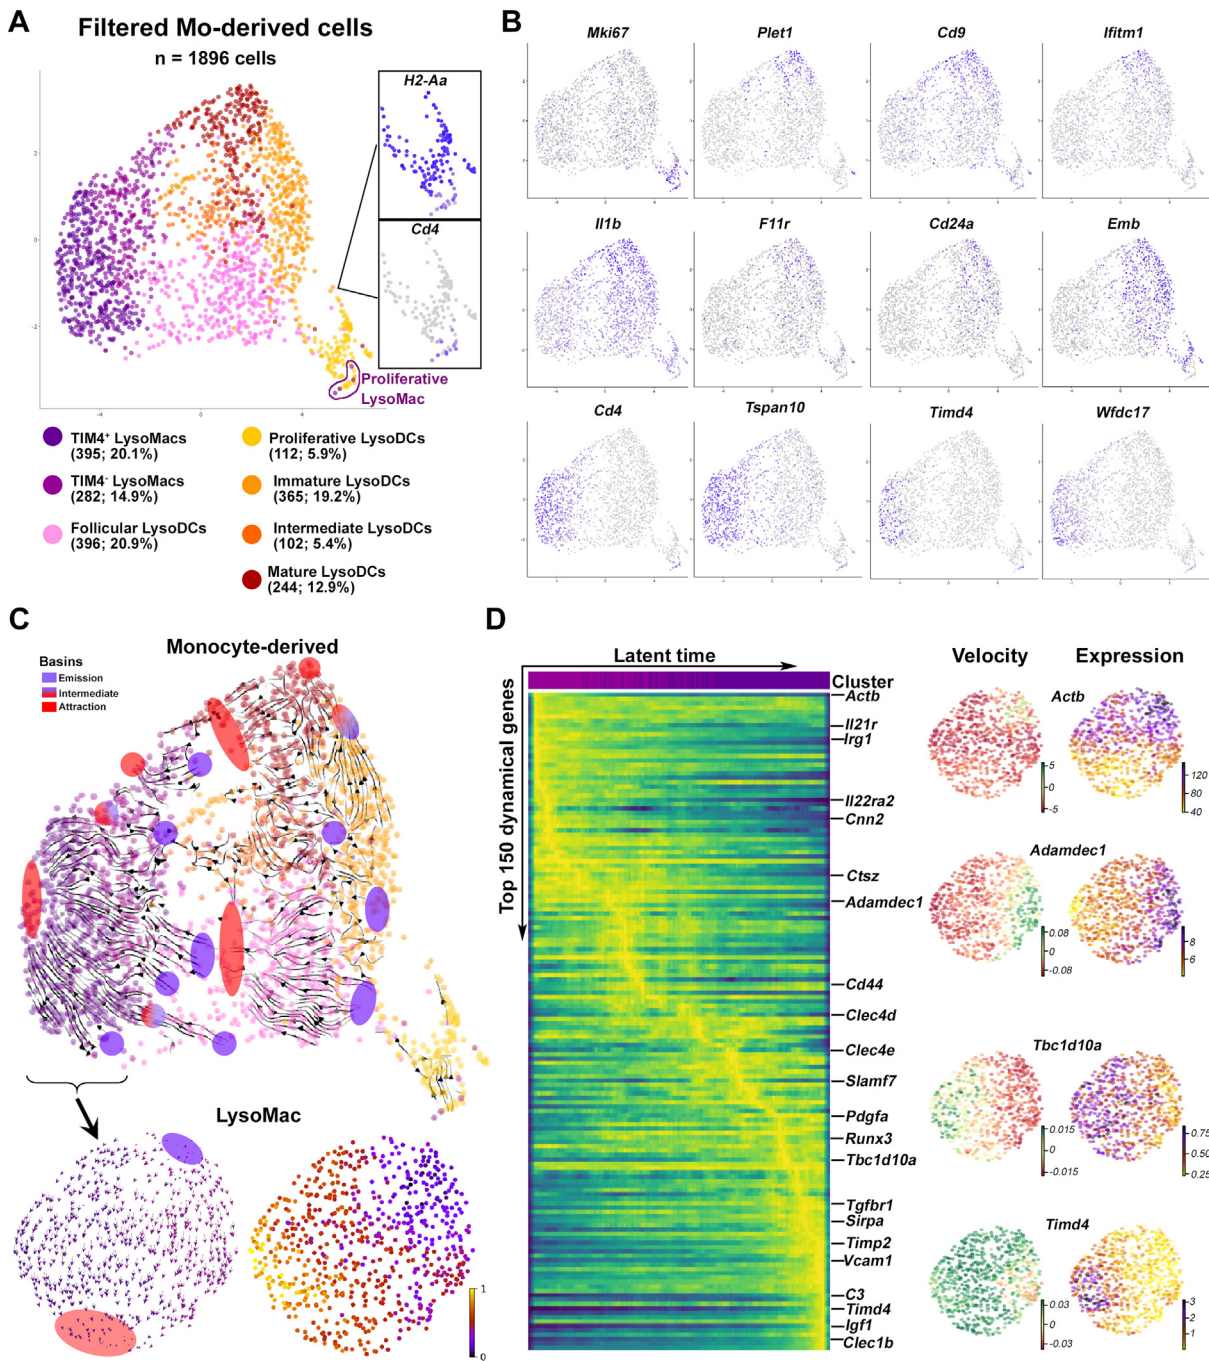 A
Filtered Mo-derived cells
n = 1896 cells
H2-Aa
Cd4
Proliferative
LysoMac
2
0
-2
-4
0
4
TIM4⁺ LysoMacs
(395; 20.1%)
TIM4⁻ LysoMacs
(282; 14.9%)
Follicular LysoDCs
(396; 20.9%)
Proliferative LysoDCs
(112; 5.9%)
Immature LysoDCs
(365; 19.2%)
Intermediate LysoDCs
(102; 5.4%)
Mature LysoDCs
(244; 12.9%)
B
Mki67
Plet1
Cd9
Ifitm1
Il1b
F11r
Cd24a
Emb
Cd4
Tspan10
Timd4
Wfdc17
C
Monocyte-derived
Basins
Emission
Intermediate
Attraction
LysoMac
1
0
D
Latent time
Top 150 dynamical genes
Cluster
Actb
Il21r
Irg1
Il22ra2
Cnn2
Ctsz
Adamdec1
Cd44
Clec4d
Clec4e
Slamf7
Pdgfa
Runx3
Tbc1d10a
Tgfbr1
Sirpa
Timp2
Vcam1
C3
Timd4
Igf1
Clec1b
Velocity
Expression
Actb
5
0
-5
120
80
40
Adamdec1
0.08
0
-0.08
8
6
Tbc1d10a
0.015
0
-0.015
0.75
0.50
0.25
Timd4
0.03
0
-0.03
3
2
1